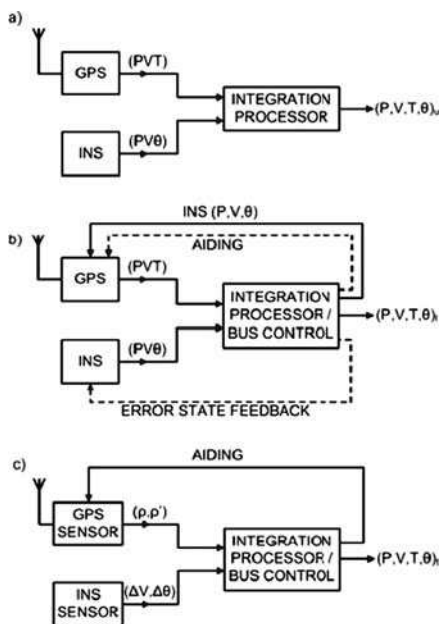 a)
GPS
(PVT)
INTEGRATION
PROCESSOR
(P,V,T,θ)u
INS
(PVθ)
INS (P,V,θ)
b)
AIDING
GPS
(PVT)
INTEGRATION
PROCESSOR /
BUS CONTROL
(P,V,T,θ)t
INS
(PVθ)
ERROR STATE FEEDBACK
c)
AIDING
GPS
SENSOR
(ρ,ρ')
INTEGRATION
PROCESSOR /
BUS CONTROL
(P,V,T,θ)t
INS
SENSOR
(ΔV,Δθ)